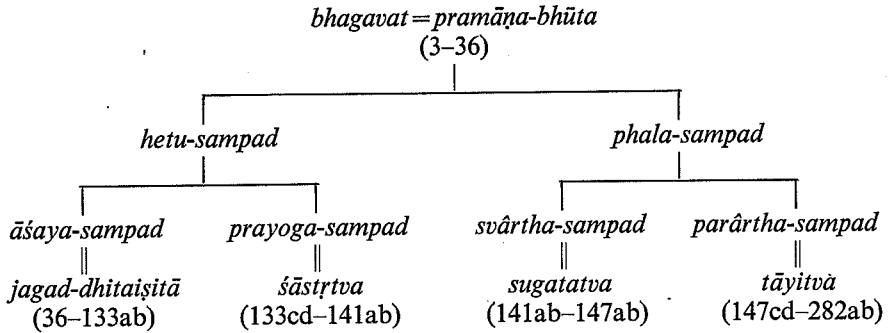 bhagavat=pramāṇa-bhūta
(3–36)
hetu-sampad phala-sampad
āśaya-sampad prayoga-sampad svârtha-sampad parârtha-sampad
jagad-dhitaiṣitā śāstṛtva sugatatva tāyitvà
(36–133ab) (133cd–141ab) (141ab–147ab) (147cd–282ab)